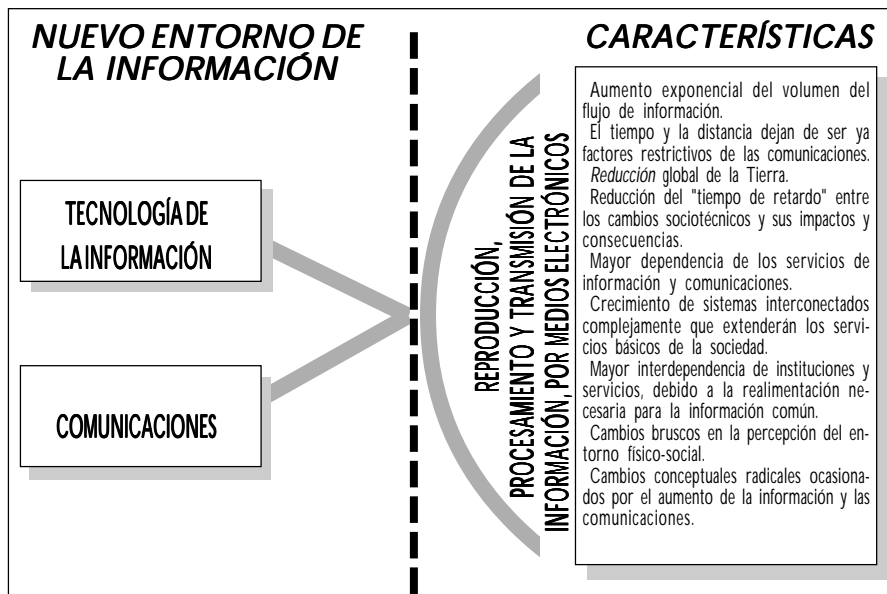 NUEVO ENTORNO DE
LA INFORMACIÓN
TECNOLOGÍA DE
LA INFORMACIÓN
COMUNICACIONES
REPRODUCCIÓN,
PROCESAMIENTO Y TRANSMISIÓN DE LA
INFORMACIÓN, POR MEDIOS ELECTRÓNICOS
CARACTERÍSTICAS
Aumento exponencial del volumen del
flujo de información.
El tiempo y la distancia dejan de ser ya
factores restrictivos de las comunicaciones.
Reducción global de la Tierra.
Reducción del "tiempo de retardo" entre
los cambios sociotécnicos y sus impactos y
consecuencias.
Mayor dependencia de los servicios de
información y comunicaciones.
Crecimiento de sistemas interconectados
complejamente que extenderán los servi-
cios básicos de la sociedad.
Mayor interdependencia de instituciones y
servicios, debido a la realimentación ne-
cesaria para la información común.
Cambios bruscos en la percepción del en-
torno físico-social.
Cambios conceptuales radicales ocasiona-
dos por el aumento de la información y las
comunicaciones.